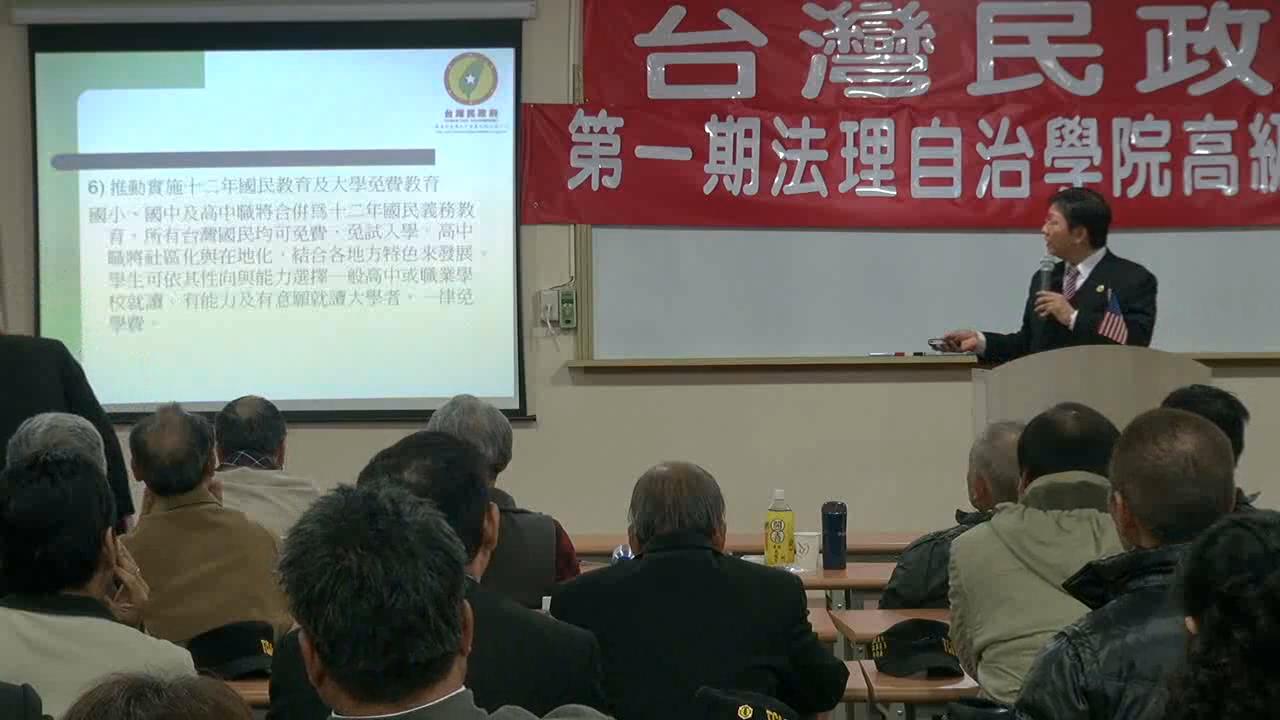 台灣民政
第一期法理自治學院高級
台灣民政府
6) 推動實施十二年國民教育及大學免費教育
國小、國中及高中職將合併爲十二年國民義務教
育，所有台灣國民均可免費、免試入學。高中
職將社區化與在地化，結合各地方特色來發展。
學生可依其性向與能力選擇一般高中或職業學
校就讀、有能力及有意願就讀大學者，一律免
學費。